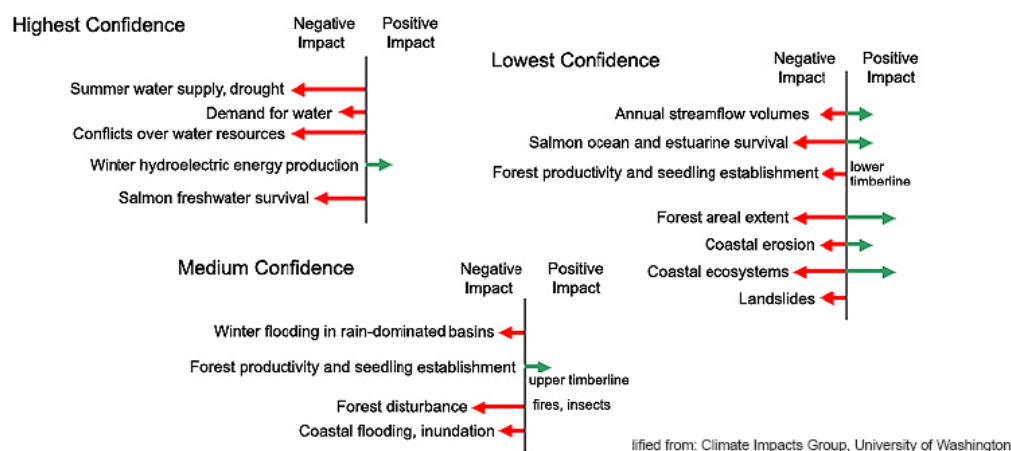 Highest Confidence
Negative Impact
Positive Impact
Summer water supply, drought
Demand for water
Conflicts over water resources
Winter hydroelectric energy production
Salmon freshwater survival
Lowest Confidence
Negative Impact
Positive Impact
Annual streamflow volumes
Salmon ocean and estuarine survival
Forest productivity and seedling establishment
lower timberline
Forest areal extent
Coastal erosion
Coastal ecosystems
Landslides
Medium Confidence
Negative Impact
Positive Impact
Winter flooding in rain-dominated basins
Forest productivity and seedling establishment
upper timberline
Forest disturbance
fires, insects
Coastal flooding, inundation
lified from: Climate Impacts Group, University of Washington